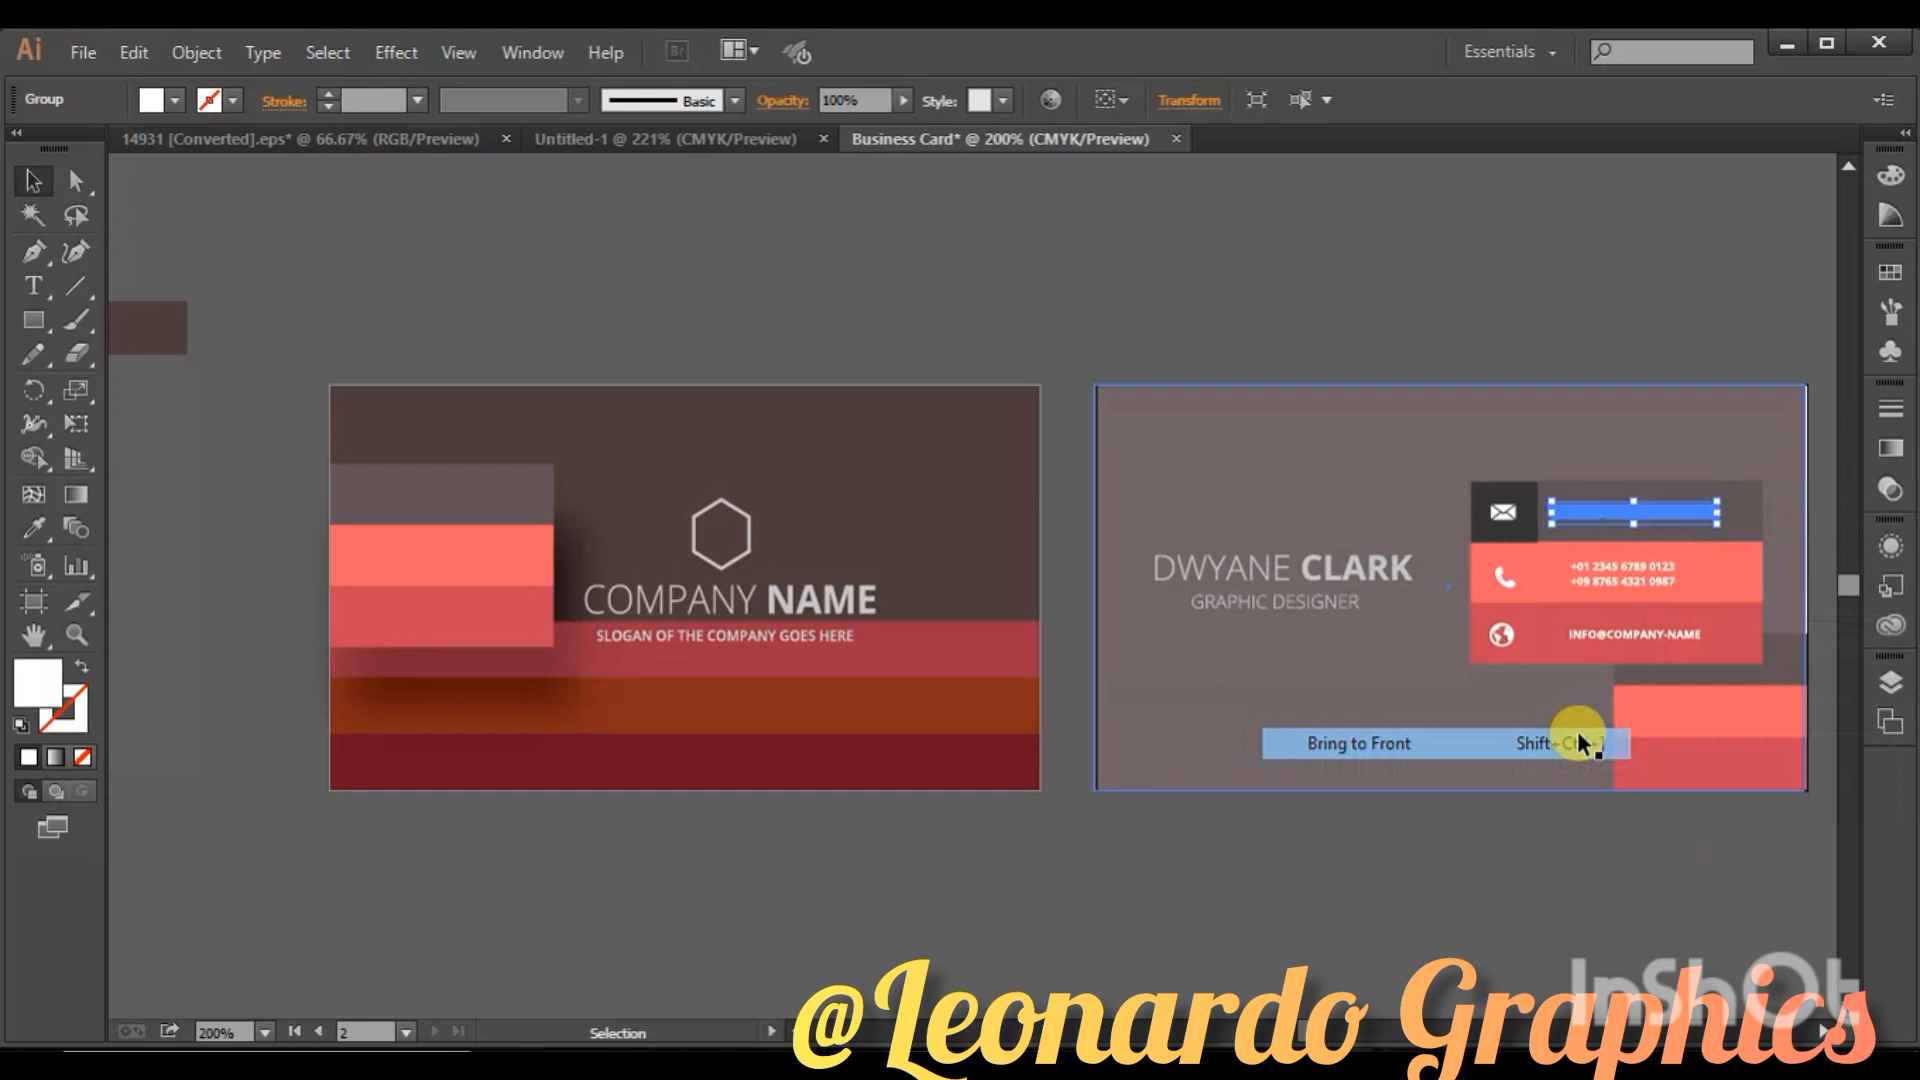 Ai File Edit Object Type Select Effect View Window Help Br Essentials
Group Stroke: Basic Opacity: 100% Style: Transform
14931 [Converted].eps* @ 66.67% (RGB/Preview) Untitled-1 @ 221% (CMYK/Preview) Business Card* @ 200% (CMYK/Preview)
COMPANY NAME
SLOGAN OF THE COMPANY GOES HERE
DWYANE CLARK
GRAPHIC DESIGNER
+01 2345 6789 0123
+09 8765 4321 0987
INFO@COMPANY-NAME
Bring to Front
200% 2 Selection
InShot
@Leonardo Graphics